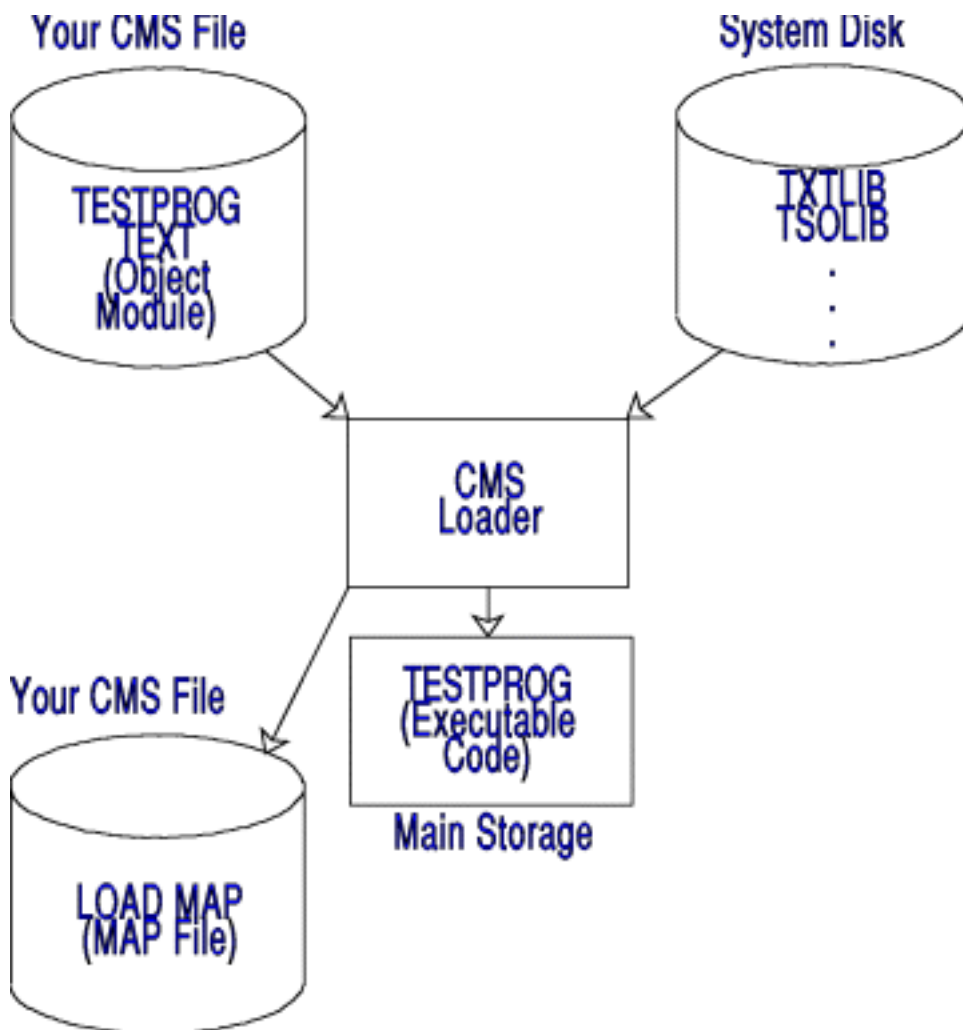 Your CMS File
System Disk
TESTPROG
TEXT
(Object
Module)
TXTLIB
TSOLIB
.
.
.
CMS
Loader
TESTPROG
(Executable
Code)
Main Storage
Your CMS File
LOAD MAP
(MAP File)